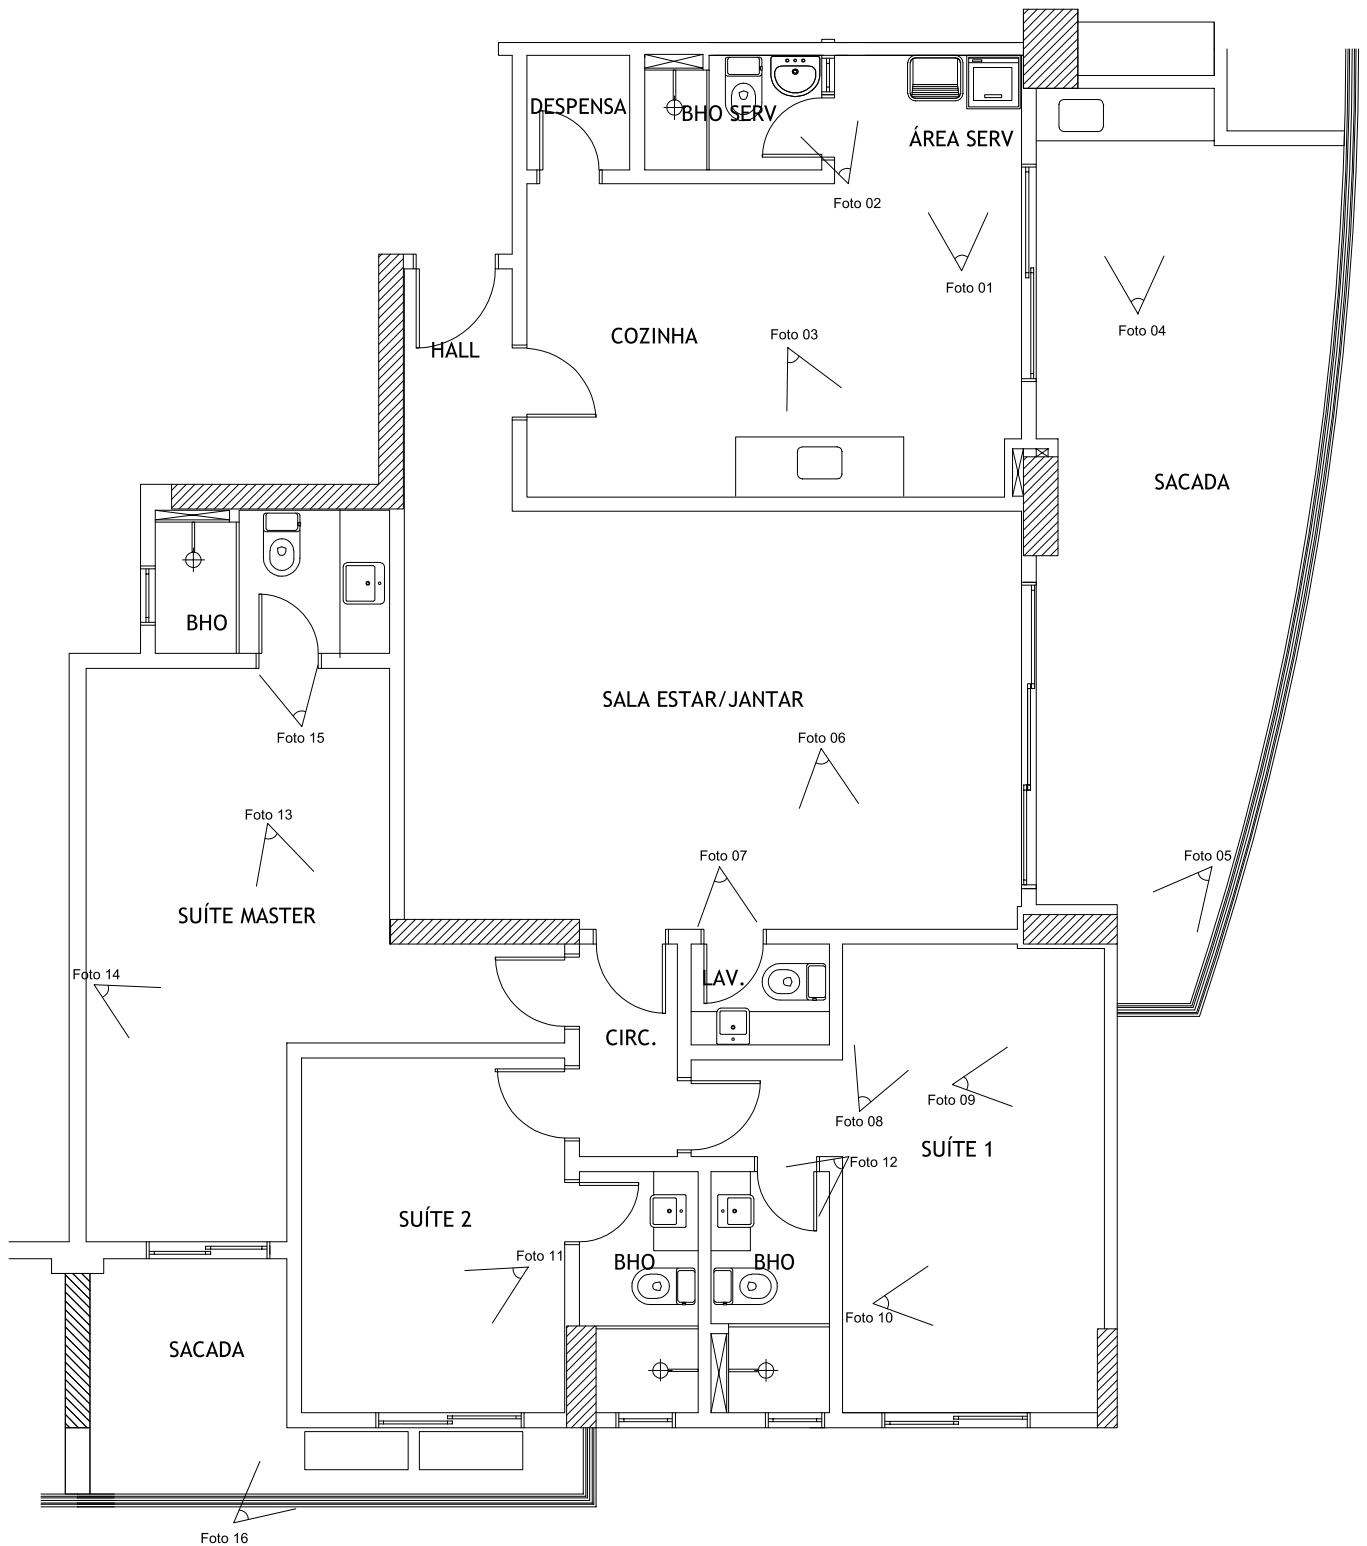 DESPENSA
BHO SERV
ÁREA SERV
Foto 02
Foto 01
Foto 03
Foto 04
COZINHA
HALL
SACADA
BHO
SALA ESTAR/JANTAR
Foto 15
Foto 06
Foto 13
Foto 07
Foto 05
SUÍTE MASTER
Foto 14
LAV.
CIRC.
Foto 09
Foto 08
SUÍTE 1
Foto 12
SUÍTE 2
Foto 11
BHO
BHO
Foto 10
SACADA
Foto 16